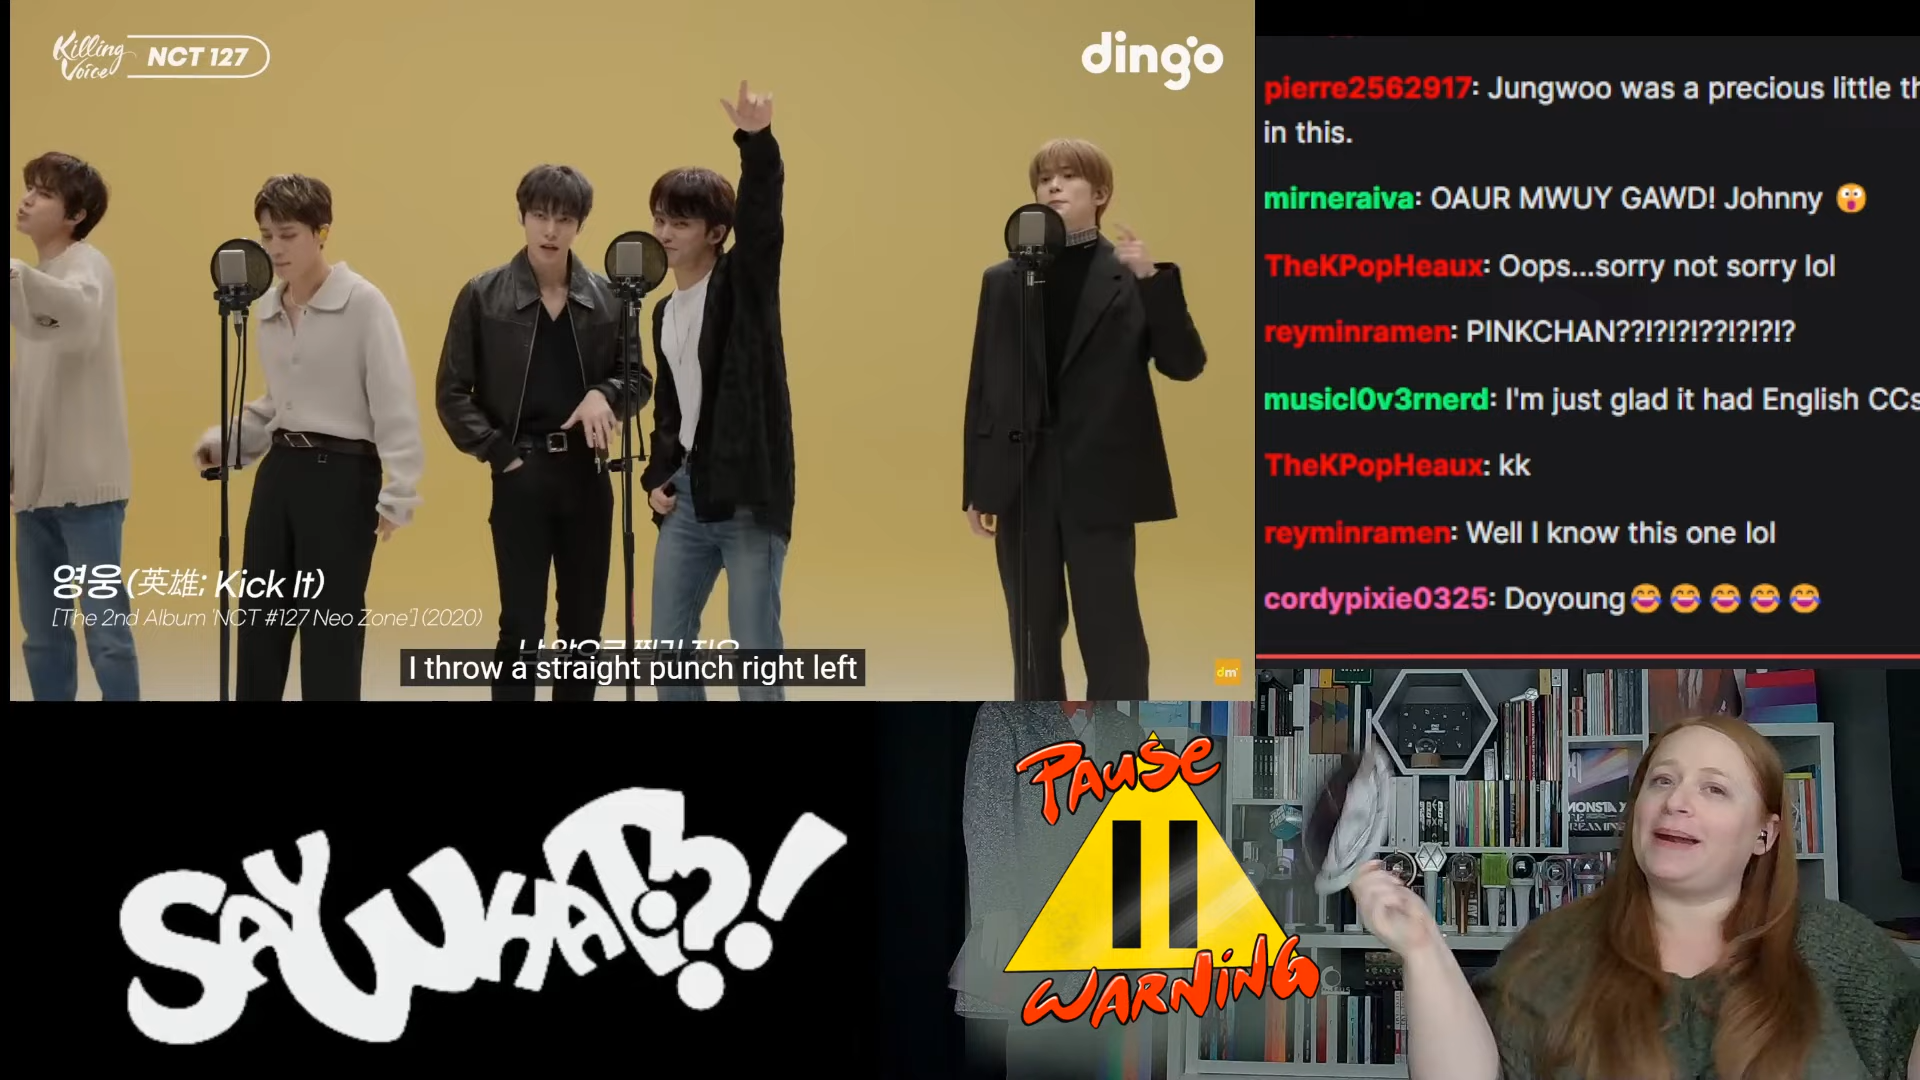 Killing Voice NCT 127
dingo
영웅(英雄; Kick It)
[The 2nd Album 'NCT #127 Neo Zone'] (2020)
I throw a straight punch right left
dm
pierre2562917: Jungwoo was a precious little th
in this.
mirneraiva: OAUR MWUY GAWD! Johnny 😲
TheKPopHeaux: Oops...sorry not sorry lol
reyminramen: PINKCHAN??!?!?!??!?!?!?
musicl0v3rnerd: I'm just glad it had English CCs
TheKPopHeaux: kk
reyminramen: Well I know this one lol
cordypixie0325: Doyoung😂😂😂😂😂
SAY WHAT?!
PAUSE
WARNING
MONSTA X